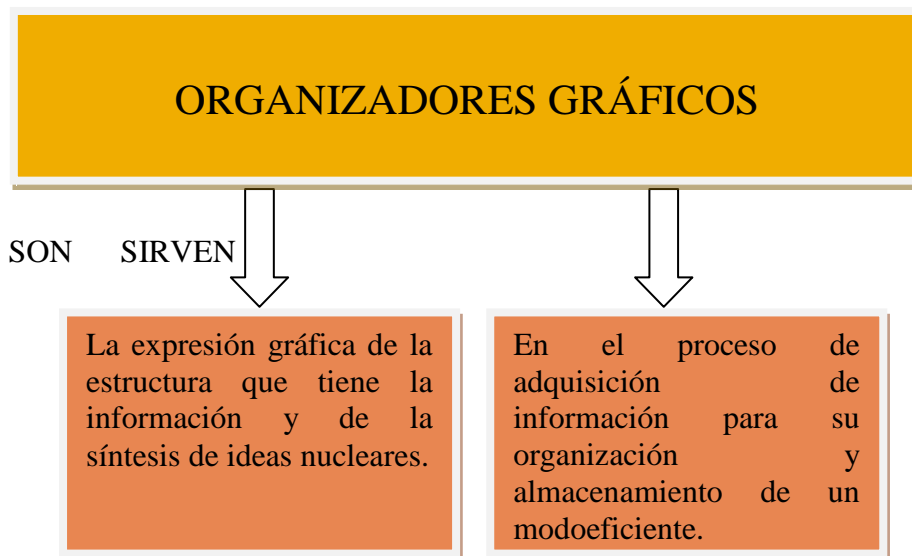 ORGANIZADORES GRÁFICOS
SON SIRVEN
La expresión gráfica de la
estructura que tiene la
información y de la
síntesis de ideas nucleares.
En el proceso de
adquisición de
información para su
organización y
almacenamiento de un
modoeficiente.